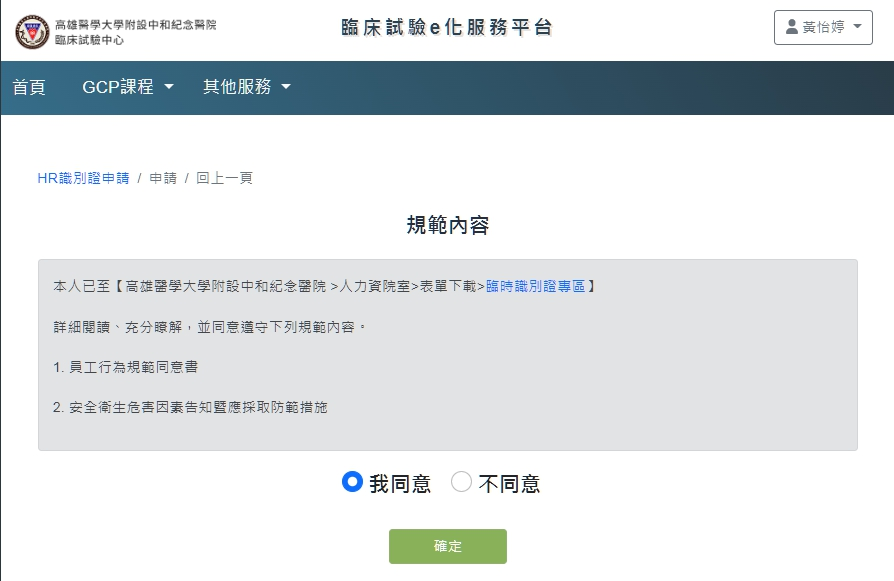 高雄醫學大學附設中和紀念醫院
臨床試驗中心
臨床試驗e化服務平台
黃怡婷
首頁 GCP課程 其他服務
HR識別證申請 / 申請 / 回上一頁
規範內容
本人已至【高雄醫學大學附設中和紀念醫院 >人力資院室>表單下載>臨時識別證專區】
詳細閱讀、充分瞭解，並同意遵守下列規範內容。
1. 員工行為規範同意書
2. 安全衛生危害因素告知暨應採取防範措施
我同意 不同意
確定